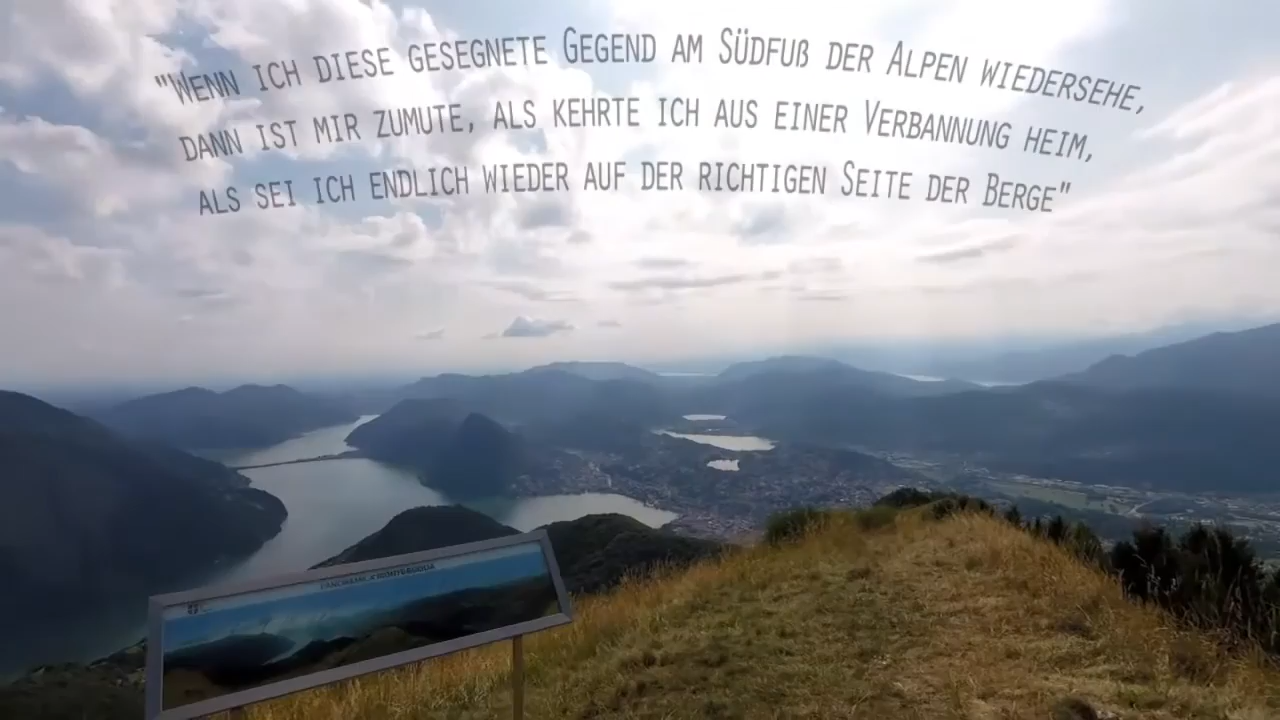 "Wenn ich diese gesegnete Gegend am Südfuß der Alpen wiedersehe,
dann ist mir zumute, als kehrte ich aus einer Verbannung heim,
als sei ich endlich wieder auf der richtigen Seite der Berge"